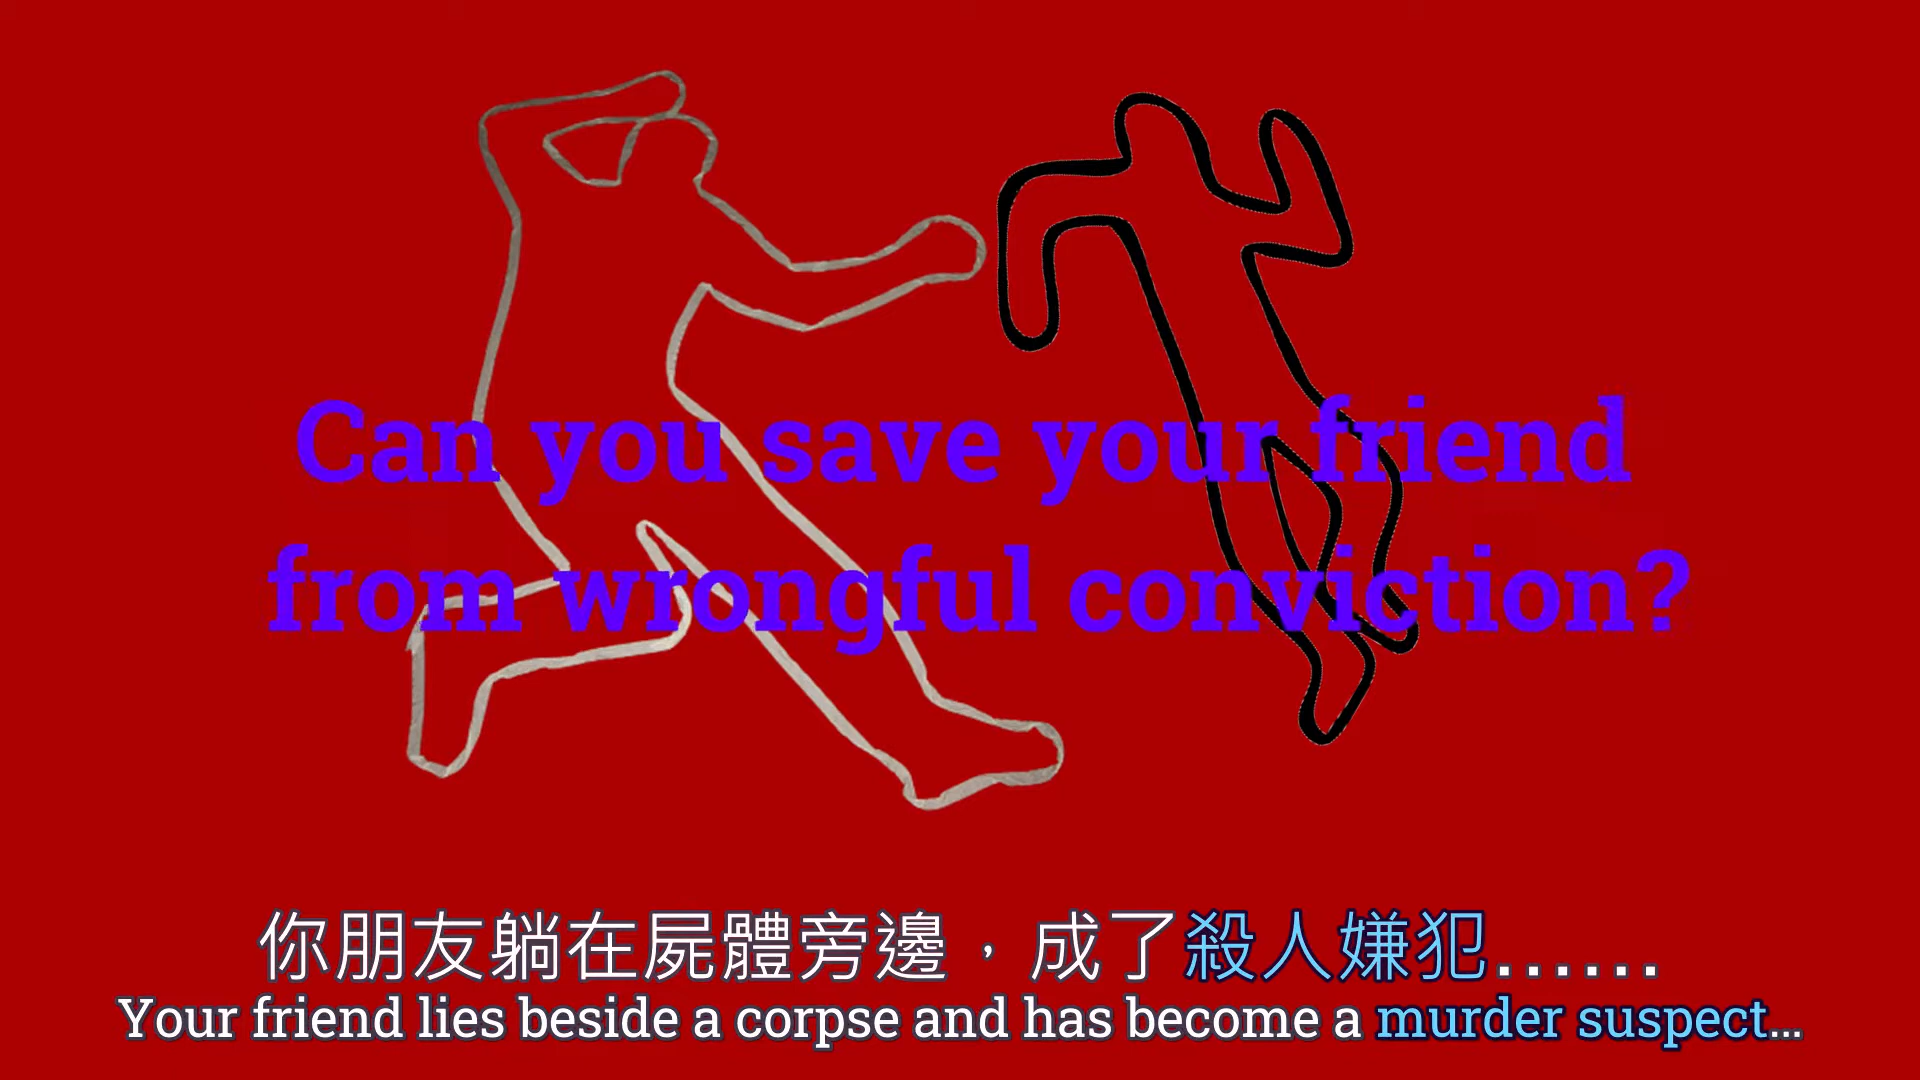 Can you save your friend
from wrongful conviction?
你朋友躺在屍體旁邊，成了殺人嫌犯......
Your friend lies beside a corpse and has become a murder suspect...